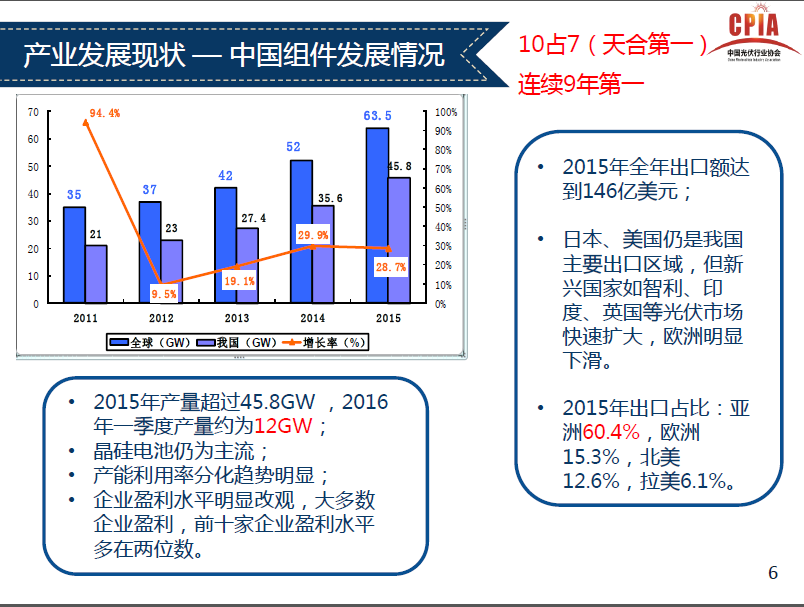 产业发展现状 — 中国组件发展情况
10占7（天合第一）
连续9年第一
CPIA
中国光伏行业协会
70
60
50
40
30
20
10
0
100%
90%
80%
70%
60%
50%
40%
30%
20%
10%
0%
94.4%
35
21
37
23
9.5%
42
27.4
19.1%
52
35.6
29.9%
63.5
45.8
28.7%
2011 2012 2013 2014 2015
全球（GW） 我国（GW） 增长率（%）
• 2015年产量超过45.8GW ，2016
年一季度产量约为12GW；
• 晶硅电池仍为主流；
• 产能利用率分化趋势明显；
• 企业盈利水平明显改观，大多数
企业盈利，前十家企业盈利水平
多在两位数。
• 2015年全年出口额达
到146亿美元；
• 日本、美国仍是我国
主要出口区域，但新
兴国家如智利、印
度、英国等光伏市场
快速扩大，欧洲明显
下滑。
• 2015年出口占比：亚
洲60.4%，欧洲
15.3%，北美
12.6%，拉美6.1%。
6